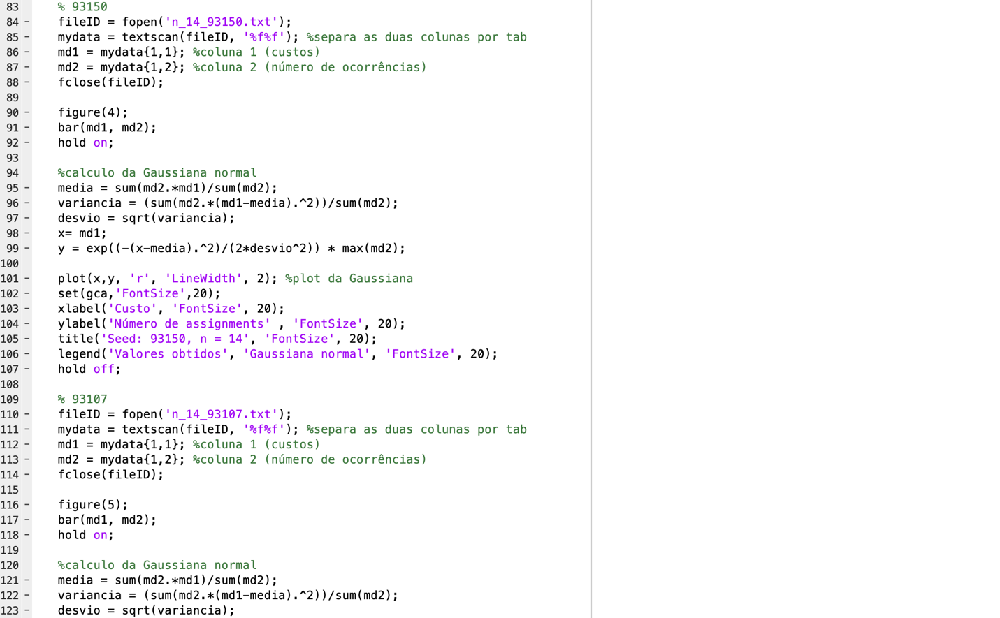 83 % 93150
84 - fileID = fopen('n_14_93150.txt');
85 - mydata = textscan(fileID, '%f%f'); %separa as duas colunas por tab
86 - md1 = mydata{1,1}; %coluna 1 (custos)
87 - md2 = mydata{1,2}; %coluna 2 (número de ocorrências)
88 - fclose(fileID);
89
90 - figure(4);
91 - bar(md1, md2);
92 - hold on;
93
94 %calculo da Gaussiana normal
95 - media = sum(md2.*md1)/sum(md2);
96 - variancia = (sum(md2.*(md1-media).^2))/sum(md2);
97 - desvio = sqrt(variancia);
98 - x= md1;
99 - y = exp((-(x-media).^2)/(2*desvio^2)) * max(md2);
100
101 - plot(x,y, 'r', 'LineWidth', 2); %plot da Gaussiana
102 - set(gca,'FontSize',20);
103 - xlabel('Custo', 'FontSize', 20);
104 - ylabel('Número de assignments' , 'FontSize', 20);
105 - title('Seed: 93150, n = 14', 'FontSize', 20);
106 - legend('Valores obtidos', 'Gaussiana normal', 'FontSize', 20);
107 - hold off;
108
109 % 93107
110 - fileID = fopen('n_14_93107.txt');
111 - mydata = textscan(fileID, '%f%f'); %separa as duas colunas por tab
112 - md1 = mydata{1,1}; %coluna 1 (custos)
113 - md2 = mydata{1,2}; %coluna 2 (número de ocorrências)
114 - fclose(fileID);
115
116 - figure(5);
117 - bar(md1, md2);
118 - hold on;
119
120 %calculo da Gaussiana normal
121 - media = sum(md2.*md1)/sum(md2);
122 - variancia = (sum(md2.*(md1-media).^2))/sum(md2);
123 - desvio = sqrt(variancia);